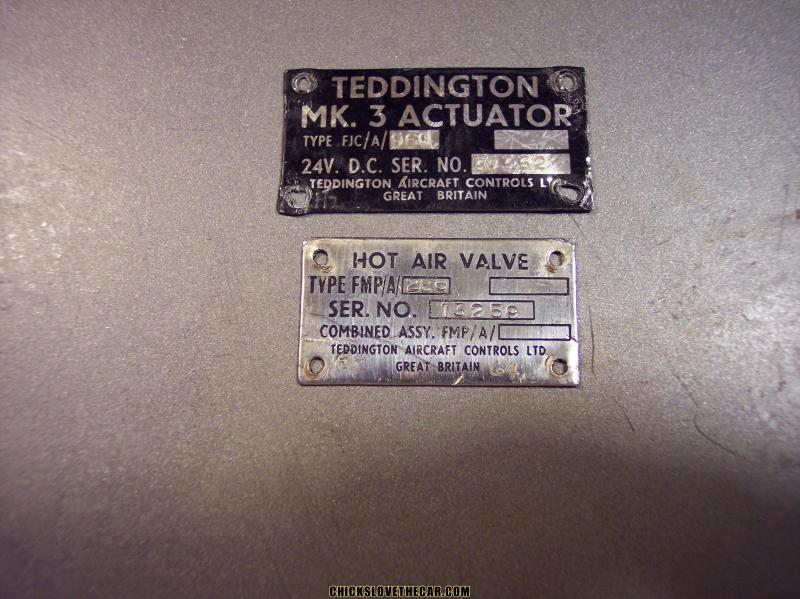 TEDDINGTON
MK. 3 ACTUATOR
TYPE FJC/A/
24V. D.C. SER. NO.
TEDDINGTON AIRCRAFT CONTROLS LTD
GREAT BRITAIN
HOT AIR VALVE
TYPE FMP/A/
SER. NO. 13259
COMBINED ASSY. FMP/A/
TEDDINGTON AIRCRAFT CONTROLS LTD
GREAT BRITAIN
CHICKSLOVETHECAR.COM